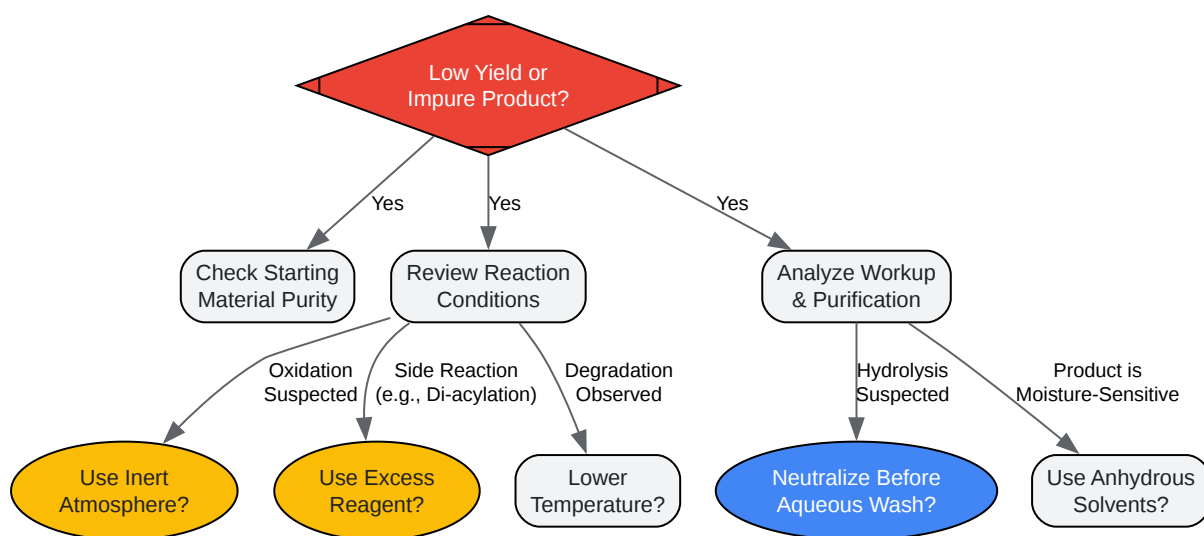 Low Yield or
Impure Product?
Yes
Yes
Yes
Check Starting
Material Purity
Review Reaction
Conditions
Analyze Workup
& Purification
Oxidation
Suspected
Side Reaction
(e.g., Di-acylation)
Degradation
Observed
Hydrolysis
Suspected
Product is
Moisture-Sensitive
Use Inert
Atmosphere?
Use Excess
Reagent?
Lower
Temperature?
Neutralize Before
Aqueous Wash?
Use Anhydrous
Solvents?